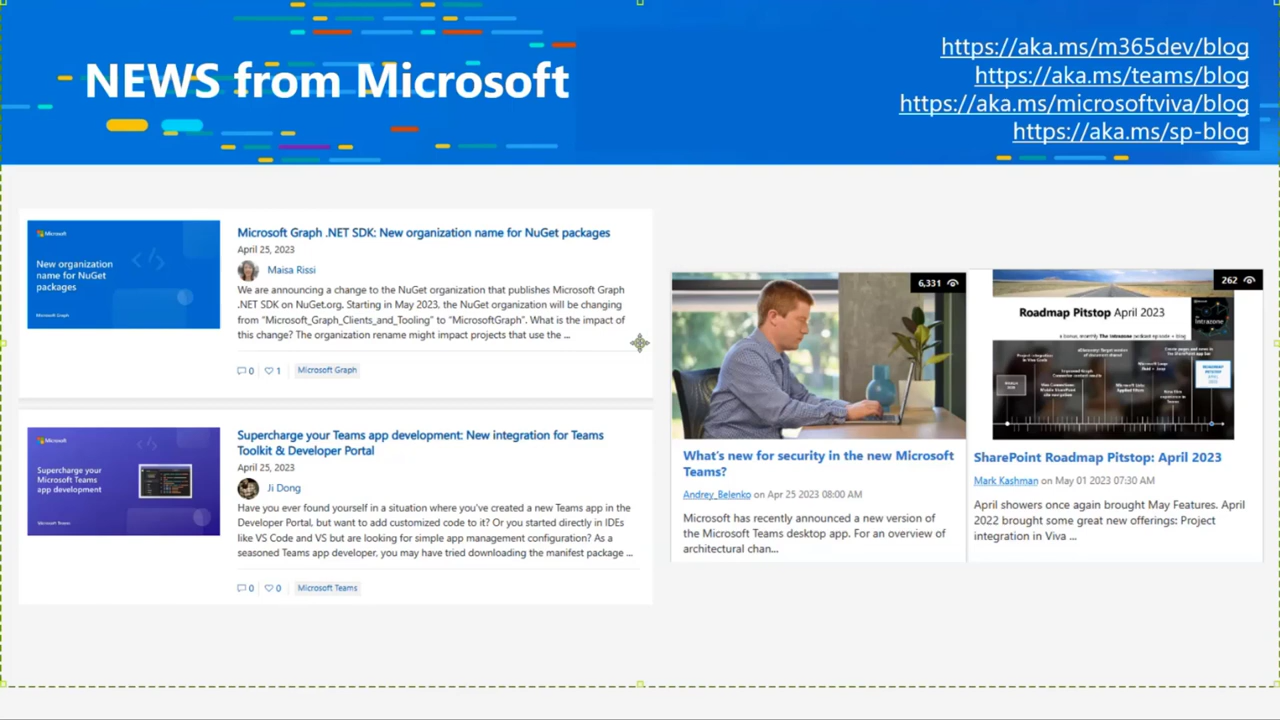 NEWS from Microsoft
https://aka.ms/m365dev/blog
https://aka.ms/teams/blog
https://aka.ms/microsoftviva/blog
https://aka.ms/sp-blog
Microsoft
New organization
name for NuGet
packages
Microsoft Graph
Microsoft Graph .NET SDK: New organization name for NuGet packages
April 25, 2023
Maisa Rissi
We are announcing a change to the NuGet organization that publishes Microsoft Graph
.NET SDK on NuGet.org. Starting in May 2023, the NuGet organization will be changing
from “Microsoft_Graph_Clients_and_Tooling” to “MicrosoftGraph”. What is the impact of
this change? The organization rename might impact projects that use the ...
0 1 Microsoft Graph
Microsoft
Supercharge your
Microsoft Teams
app development
Microsoft Teams
Supercharge your Teams app development: New integration for Teams
Toolkit & Developer Portal
April 25, 2023
Ji Dong
Have you ever found yourself in a situation where you’ve created a new Teams app in the
Developer Portal, but want to add customized code to it? Or you started directly in IDEs
like VS Code and VS but are looking for simple app management configuration? As a
seasoned Teams app developer, you may have tried downloading the manifest package ...
0 0 Microsoft Teams
6,331
What’s new for security in the new Microsoft
Teams?
Andrey_Belenko on Apr 25 2023 08:00 AM
Microsoft has recently announced a new version of
the Microsoft Teams desktop app. For an overview of
architectural chan...
262
Roadmap Pitstop April 2023
Intrazone
SharePoint Roadmap Pitstop: April 2023
Mark Kashman on May 01 2023 07:30 AM
April showers once again brought May Features. April
2022 brought some great new offerings: Project
integration in Viva ...